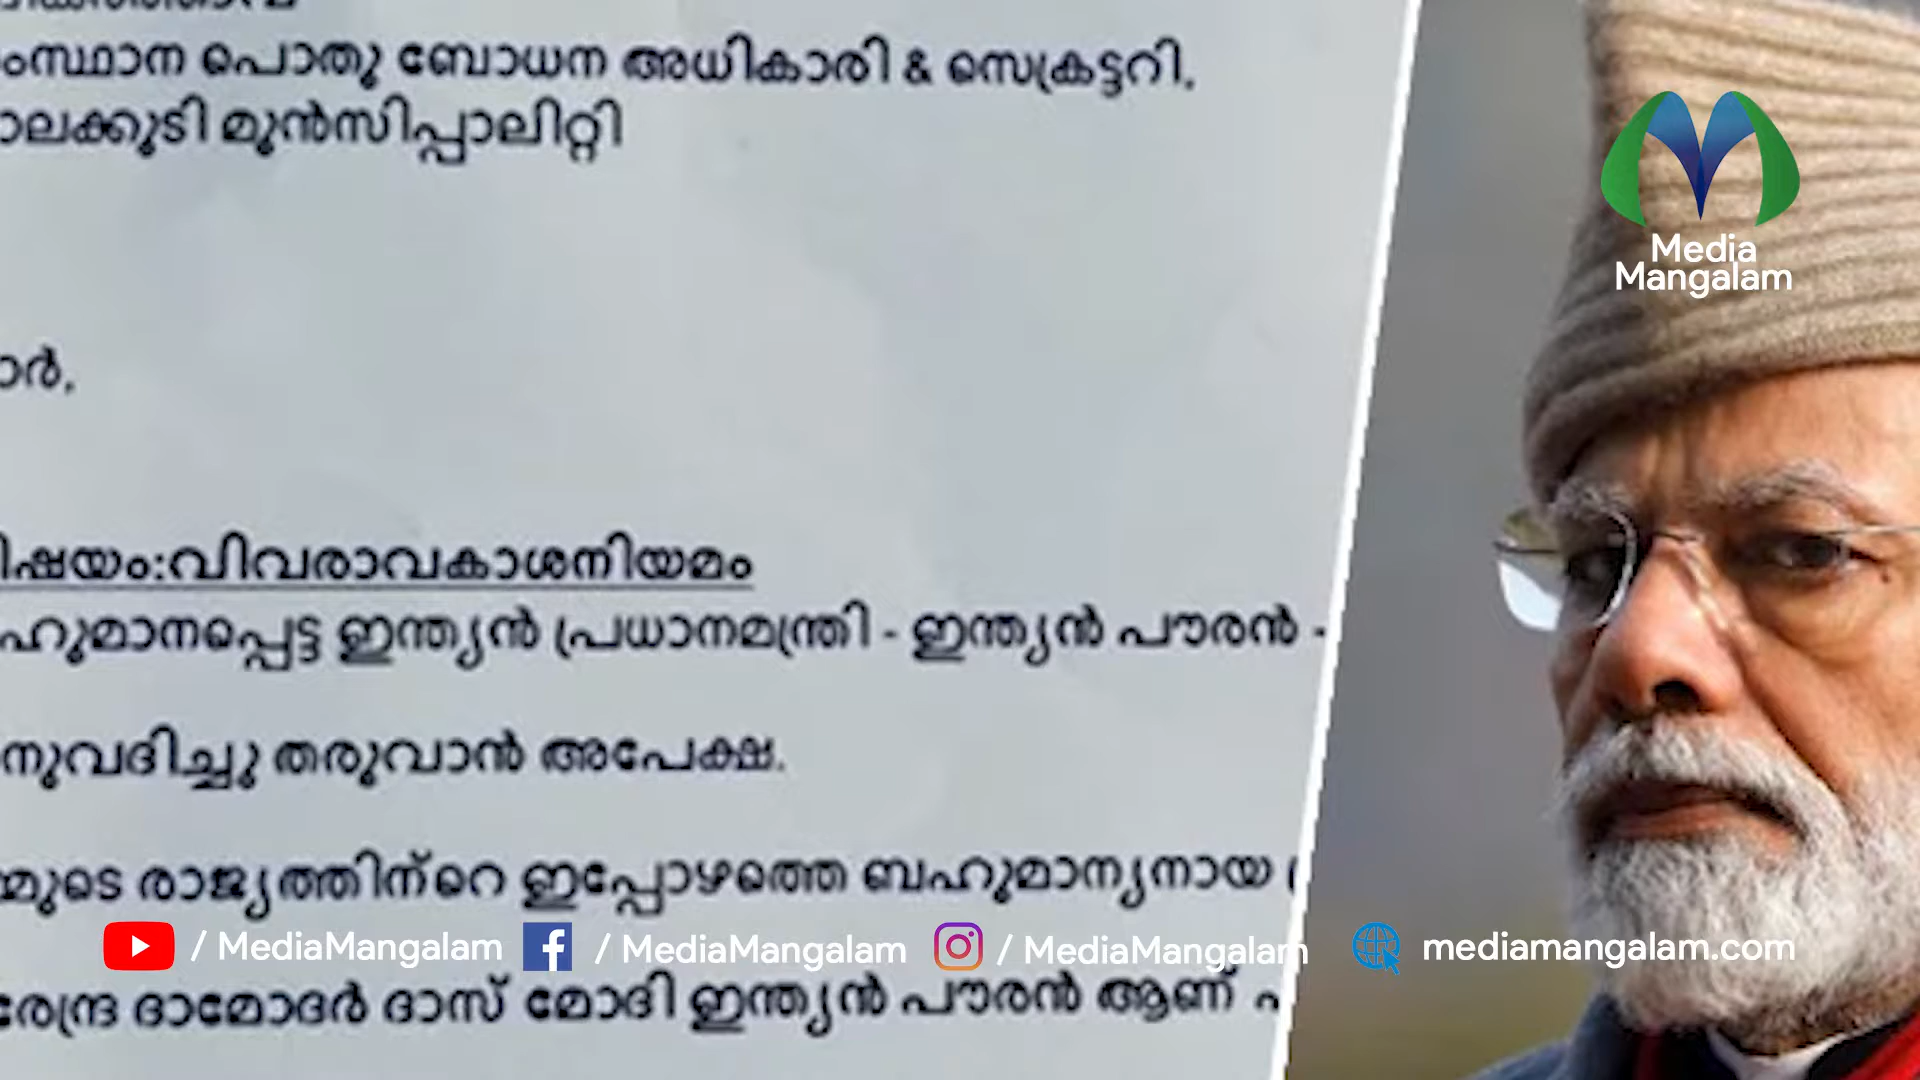 സംസ്ഥാന പൊതു ബോധന അധികാരി & സെക്രട്ടറി,
ാലക്കുടി മുൻസിപ്പാലിറ്റി
ാർ,
ിഷയം:വിവരാവകാശനിയമം
ഹുമാനപ്പെട്ട ഇന്ത്യൻ പ്രധാനമന്ത്രി - ഇന്ത്യൻ പൗരൻ -
നുവദിച്ചു തരുവാൻ അപേക്ഷ.
മ്മുടെ രാജ്യത്തിന്റെ ഇപ്പോഴത്തെ ബഹുമാന്യനായ
രേന്ദ്ര ദാമോദർ ദാസ് മോദി ഇന്ത്യൻ പൗരൻ ആണ്
Media
Mangalam
/ MediaMangalam / MediaMangalam / MediaMangalam mediamangalam.com